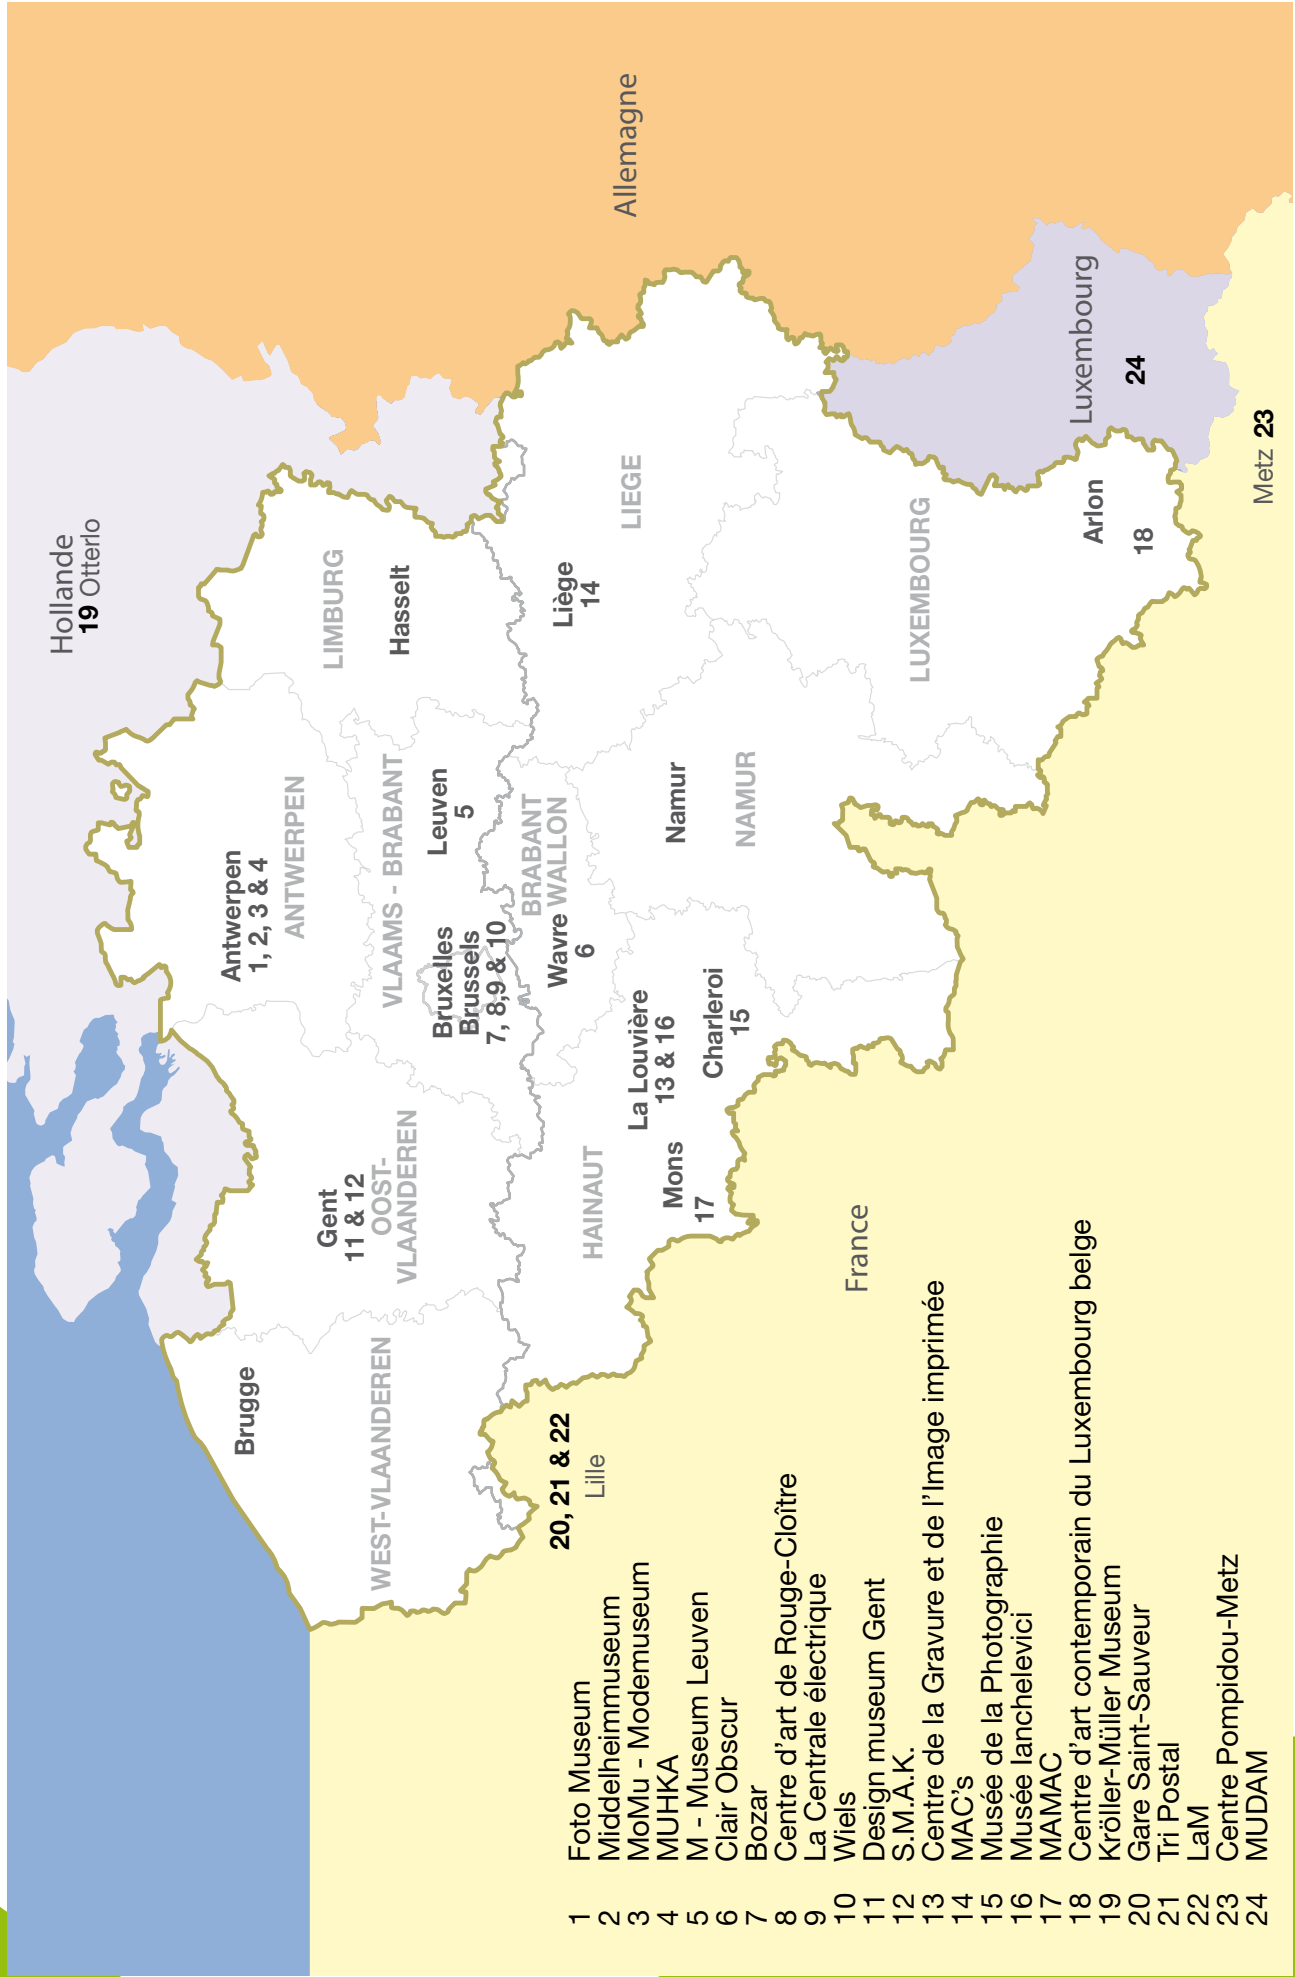 Hollande
19 Otterlo
Allemagne
Antwerpen
1, 2, 3 & 4
ANTWERPEN
LIMBURG
Hasselt
Brugge
Gent
11 & 12
OOST-
VLAANDEREN
WEST-VLAANDEREN
VLAAMS - BRABANT
Leuven
5
Bruxelles
Brussels
7, 8,9 & 10
BRABANT
WALLON
Wavre
6
Liège
14
LIEGE
20, 21 & 22
Lille
HAINAUT
La Louvière
13 & 16
Mons
17
Charleroi
15
Namur
NAMUR
LUXEMBOURG
France
Luxembourg
24
Arlon
18
Metz 23
1 Foto Museum
2 Middelheimmuseum
3 MoMu - Modemuseum
4 MUHKA
5 M - Museum Leuven
6 Clair Obscur
7 Bozar
8 Centre d'art de Rouge-Cloître
9 La Centrale électrique
10 Wiels
11 Design museum Gent
12 S.M.A.K.
13 Centre de la Gravure et de l'Image imprimée
14 MAC's
15 Musée de la Photographie
16 Musée Ianchelevici
17 MAMAC
18 Centre d'art contemporain du Luxembourg belge
19 Kröller-Müller Museum
20 Gare Saint-Sauveur
21 Tri Postal
22 LaM
23 Centre Pompidou-Metz
24 MUDAM